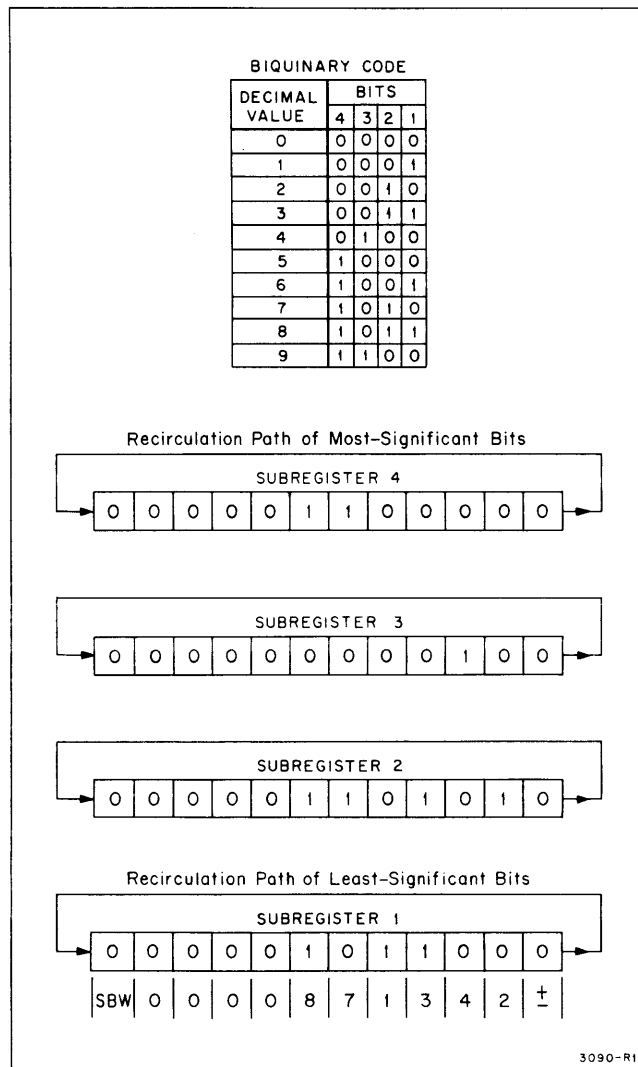 BIQUINARY CODE
DECIMAL VALUE BITS
4 3 2 1
0 0 0 0 0
1 0 0 0 1
2 0 0 1 0
3 0 0 1 1
4 0 1 0 0
5 1 0 0 0
6 1 0 0 1
7 1 0 1 0
8 1 0 1 1
9 1 1 0 0
Recirculation Path of Most-Significant Bits
SUBREGISTER 4
0 0 0 0 0 1 1 0 0 0 0 0
SUBREGISTER 3
0 0 0 0 0 0 0 0 0 1 0 0
SUBREGISTER 2
0 0 0 0 0 1 1 0 1 0 1 0
Recirculation Path of Least-Significant Bits
SUBREGISTER 1
0 0 0 0 0 1 0 1 1 0 0 0
SBW 0 0 0 0 8 7 1 3 4 2 ±
3090-R1